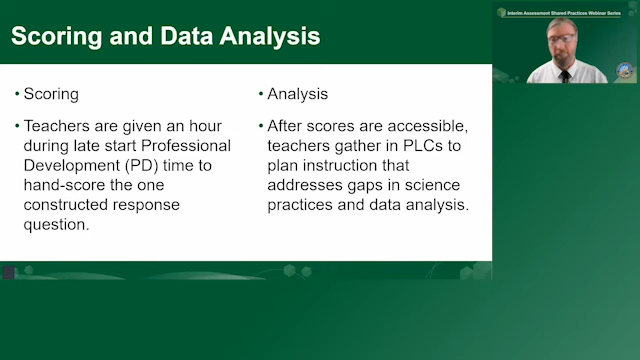 Interim Assessment Shared Practices Webinar Series
Scoring and Data Analysis
• Scoring
• Teachers are given an hour
during late start Professional
Development (PD) time to
hand-score the one
constructed response
question.
• Analysis
• After scores are accessible,
teachers gather in PLCs to
plan instruction that
addresses gaps in science
practices and data analysis.